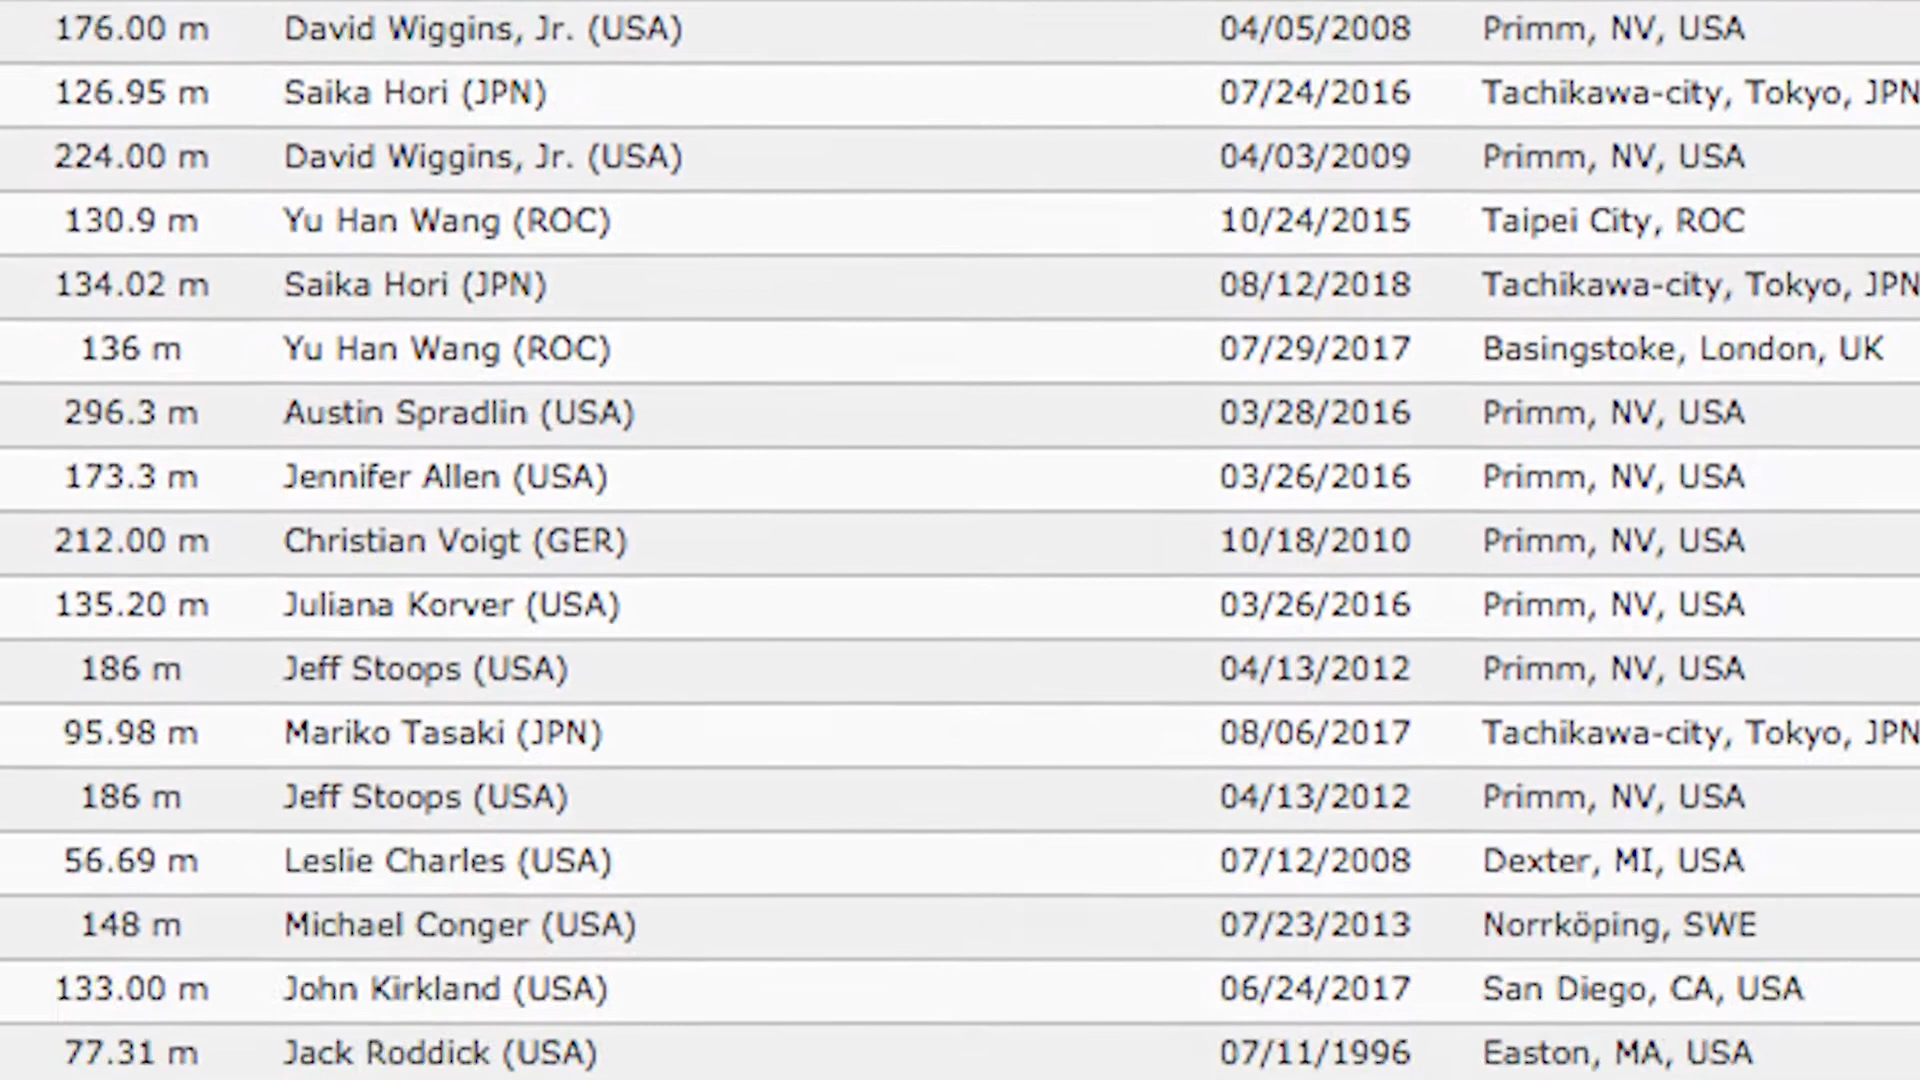 176.00 m David Wiggins, Jr. (USA) 04/05/2008 Primm, NV, USA
126.95 m Saika Hori (JPN) 07/24/2016 Tachikawa-city, Tokyo, JPN
224.00 m David Wiggins, Jr. (USA) 04/03/2009 Primm, NV, USA
130.9 m Yu Han Wang (ROC) 10/24/2015 Taipei City, ROC
134.02 m Saika Hori (JPN) 08/12/2018 Tachikawa-city, Tokyo, JPN
136 m Yu Han Wang (ROC) 07/29/2017 Basingstoke, London, UK
296.3 m Austin Spradlin (USA) 03/28/2016 Primm, NV, USA
173.3 m Jennifer Allen (USA) 03/26/2016 Primm, NV, USA
212.00 m Christian Voigt (GER) 10/18/2010 Primm, NV, USA
135.20 m Juliana Korver (USA) 03/26/2016 Primm, NV, USA
186 m Jeff Stoops (USA) 04/13/2012 Primm, NV, USA
95.98 m Mariko Tasaki (JPN) 08/06/2017 Tachikawa-city, Tokyo, JPN
186 m Jeff Stoops (USA) 04/13/2012 Primm, NV, USA
56.69 m Leslie Charles (USA) 07/12/2008 Dexter, MI, USA
148 m Michael Conger (USA) 07/23/2013 Norrköping, SWE
133.00 m John Kirkland (USA) 06/24/2017 San Diego, CA, USA
77.31 m Jack Roddick (USA) 07/11/1996 Easton, MA, USA